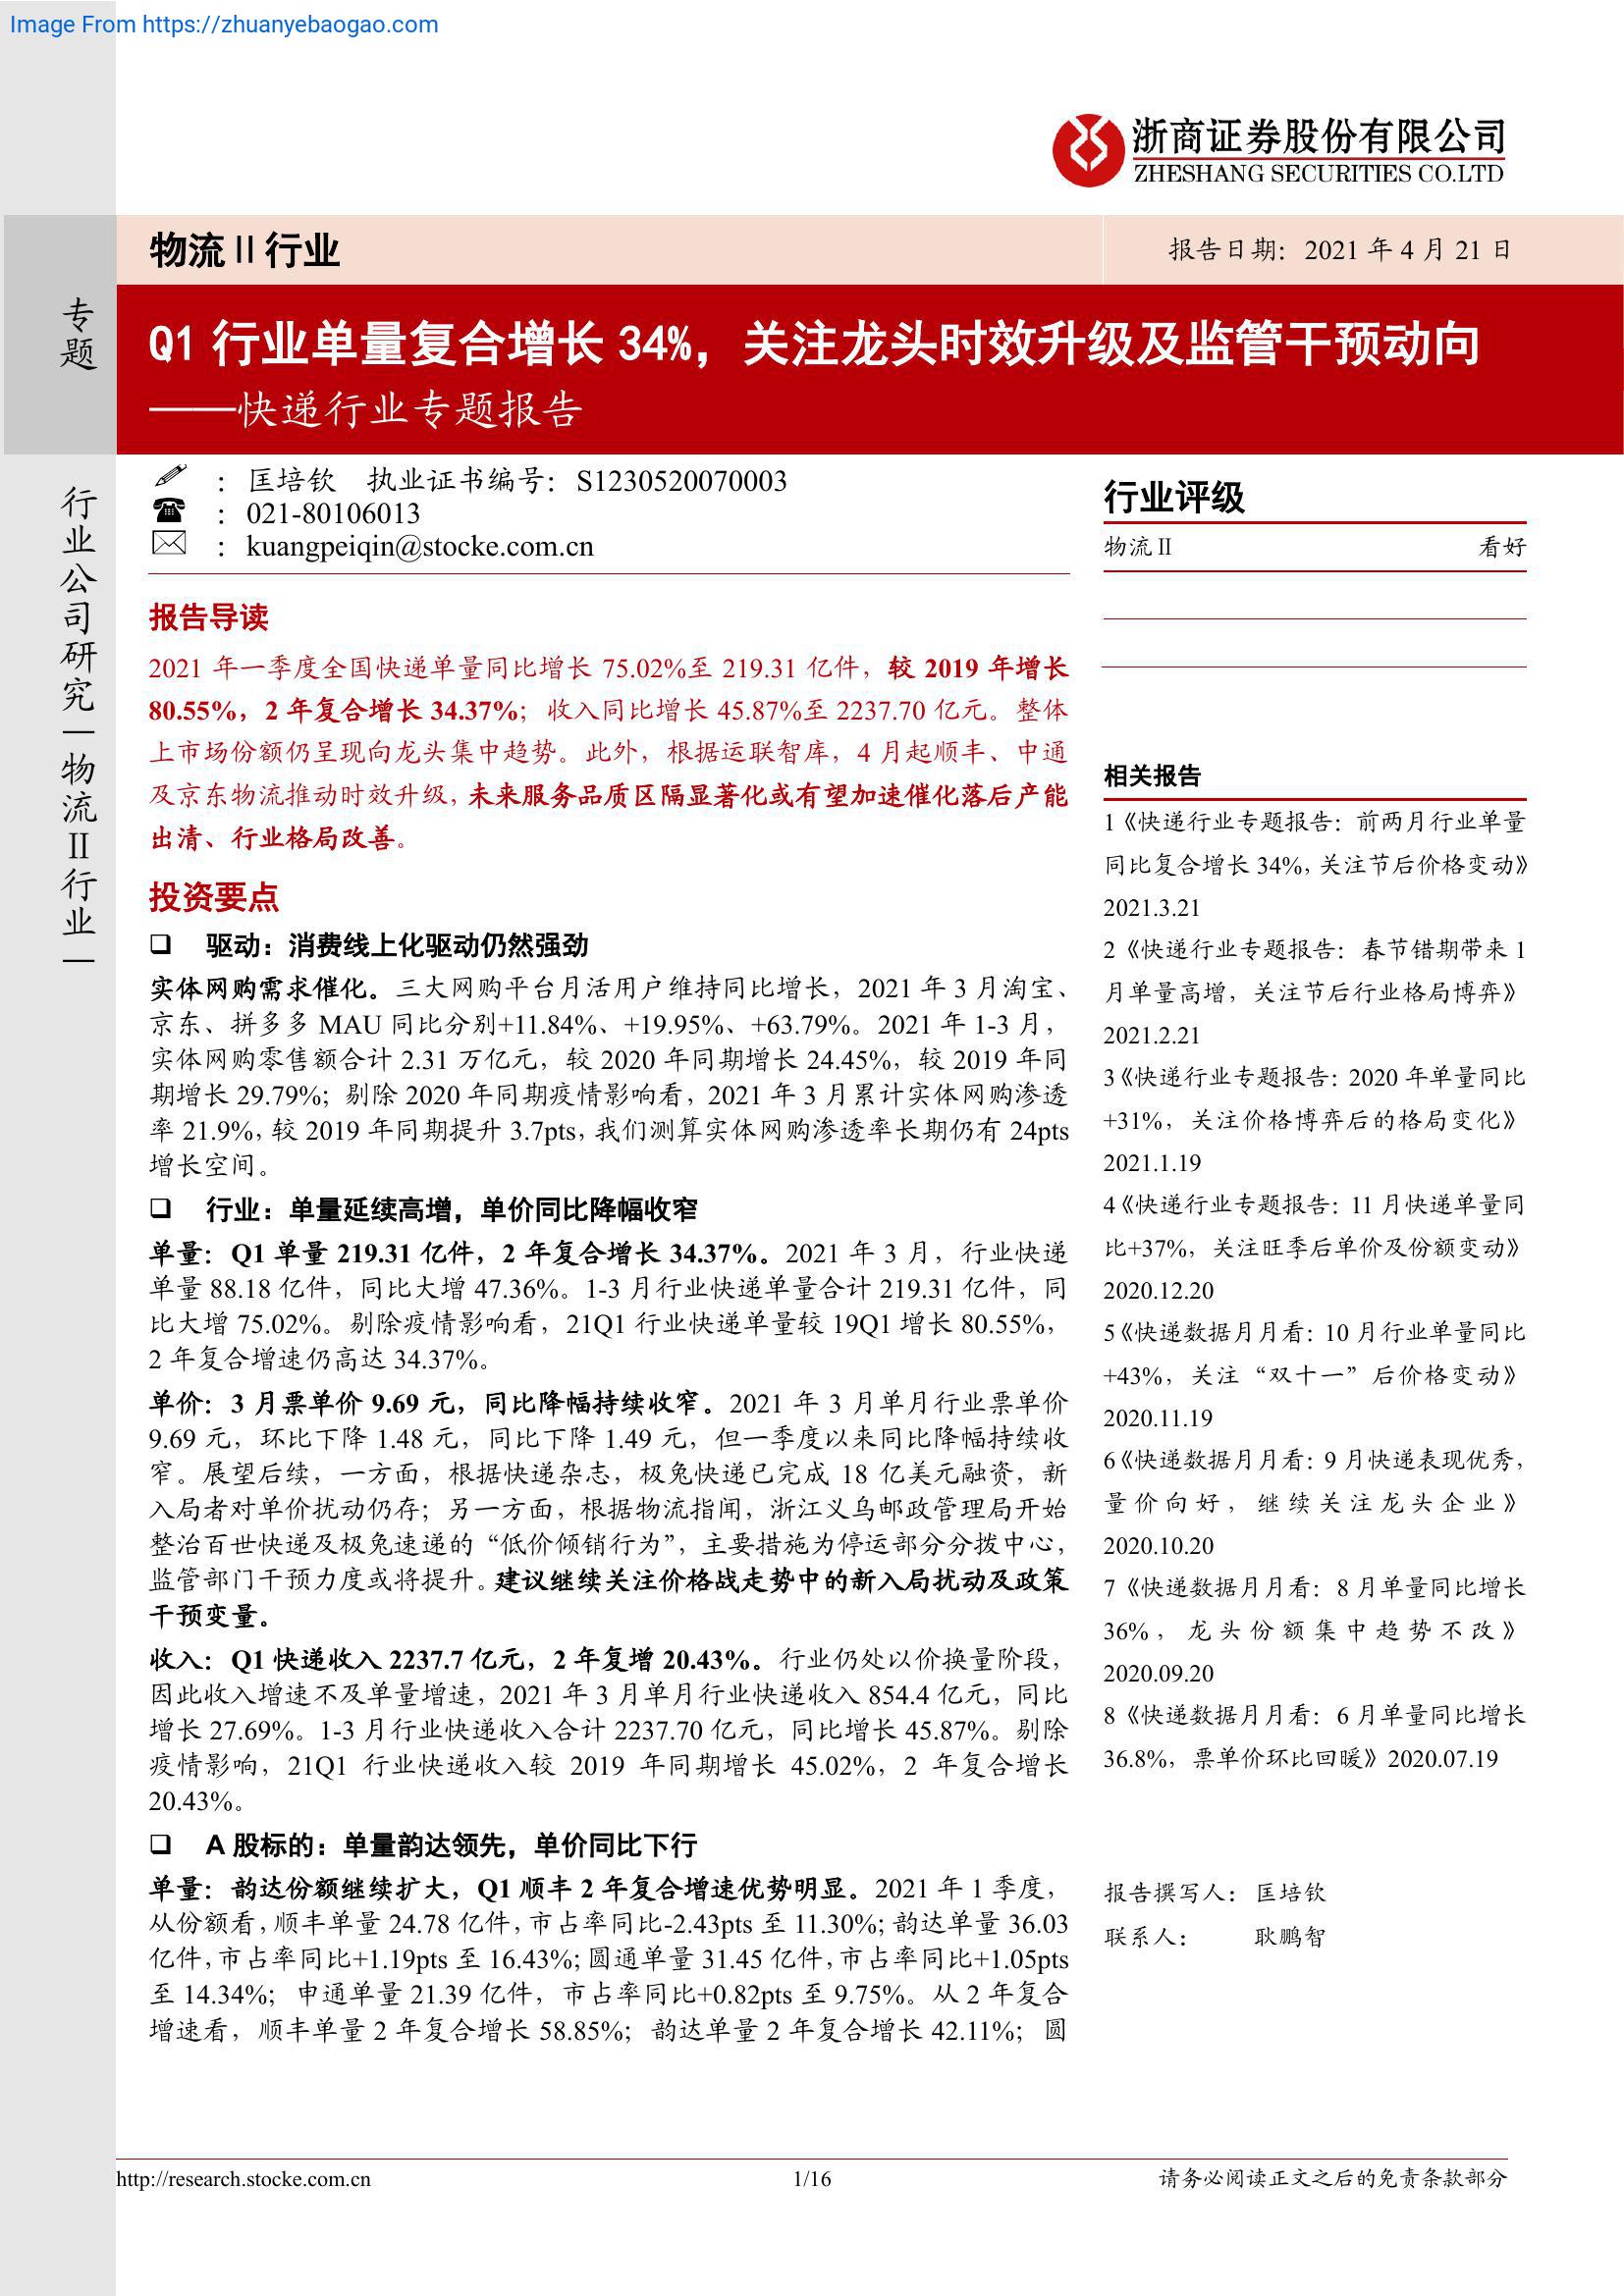 Image From https://zhuanyebaogao.com
浙商证券股份有限公司
ZHESHANG SECURITIES CO.LTD
物流Ⅱ行业
报告日期：2021 年 4 月 21 日
专题
行业公司研究|物流Ⅱ行业|
Q1 行业单量复合增长 34%，关注龙头时效升级及监管干预动向
——快递行业专题报告
：匡培钦 执业证书编号：S1230520070003
：021-80106013
：kuangpeiqin@stocke.com.cn
报告导读
2021 年一季度全国快递单量同比增长 75.02%至 219.31 亿件，较 2019 年增长
80.55%，2 年复合增长 34.37%；收入同比增长 45.87%至 2237.70 亿元。整体
上市场份额仍呈现向龙头集中趋势。此外，根据运联智库，4 月起顺丰、中通
及京东物流推动时效升级，未来服务品质区隔显著化或有望加速催化落后产能
出清、行业格局改善。
投资要点
❑ 驱动：消费线上化驱动仍然强劲
实体网购需求催化。三大网购平台月活用户维持同比增长，2021 年 3 月淘宝、
京东、拼多多 MAU 同比分别+11.84%、+19.95%、+63.79%。2021 年 1-3 月，
实体网购零售额合计 2.31 万亿元，较 2020 年同期增长 24.45%，较 2019 年同
期增长 29.79%；剔除 2020 年同期疫情影响看，2021 年 3 月累计实体网购渗透
率 21.9%，较 2019 年同期提升 3.7pts，我们测算实体网购渗透率长期仍有 24pts
增长空间。
❑ 行业：单量延续高增，单价同比降幅收窄
单量：Q1 单量 219.31 亿件，2 年复合增长 34.37%。2021 年 3 月，行业快递
单量 88.18 亿件，同比大增 47.36%。1-3 月行业快递单量合计 219.31 亿件，同
比大增 75.02%。剔除疫情影响看，21Q1 行业快递单量较 19Q1 增长 80.55%，
2 年复合增速仍高达 34.37%。
单价：3 月票单价 9.69 元，同比降幅持续收窄。2021 年 3 月单月行业票单价
9.69 元，环比下降 1.48 元，同比下降 1.49 元，但一季度以来同比降幅持续收
窄。展望后续，一方面，根据快递杂志，极兔快递已完成 18 亿美元融资，新
入局者对单价扰动仍存；另一方面，根据物流指闻，浙江义乌邮政管理局开始
整治百世快递及极兔速递的“低价倾销行为”，主要措施为停运部分分拨中心，
监管部门干预力度或将提升。建议继续关注价格战走势中的新入局扰动及政策
干预变量。
收入：Q1 快递收入 2237.7 亿元，2 年复增 20.43%。行业仍处以价换量阶段，
因此收入增速不及单量增速，2021 年 3 月单月行业快递收入 854.4 亿元，同比
增长 27.69%。1-3 月行业快递收入合计 2237.70 亿元，同比增长 45.87%。剔除
疫情影响，21Q1 行业快递收入较 2019 年同期增长 45.02%，2 年复合增长
20.43%。
❑ A 股标的：单量韵达领先，单价同比下行
单量：韵达份额继续扩大，Q1 顺丰 2 年复合增速优势明显。2021 年 1 季度，
从份额看，顺丰单量 24.78 亿件，市占率同比-2.43pts 至 11.30%；韵达单量 36.03
亿件，市占率同比+1.19pts 至 16.43%；圆通单量 31.45 亿件，市占率同比+1.05pts
至 14.34%；申通单量 21.39 亿件，市占率同比+0.82pts 至 9.75%。从 2 年复合
增速看，顺丰单量 2 年复合增长 58.85%；韵达单量 2 年复合增长 42.11%；圆
行业评级
物流Ⅱ 看好
相关报告
1《快递行业专题报告：前两月行业单量
同比复合增长 34%，关注节后价格变动》
2021.3.21
2《快递行业专题报告：春节错期带来 1
月单量高增，关注节后行业格局博弈》
2021.2.21
3《快递行业专题报告：2020 年单量同比
+31%，关注价格博弈后的格局变化》
2021.1.19
4《快递行业专题报告：11 月快递单量同
比+37%，关注旺季后单价及份额变动》
2020.12.20
5《快递数据月月看：10 月行业单量同比
+43%，关注“双十一”后价格变动》
2020.11.19
6《快递数据月月看：9 月快递表现优秀，
量价向好，继续关注龙头企业》
2020.10.20
7《快递数据月月看：8 月单量同比增长
36%，龙头份额集中趋势不改》
2020.09.20
8《快递数据月月看：6 月单量同比增长
36.8%，票单价环比回暖》2020.07.19
报告撰写人：匡培钦
联系人：耿鹏智
http://research.stocke.com.cn
1/16
请务必阅读正文之后的免责条款部分